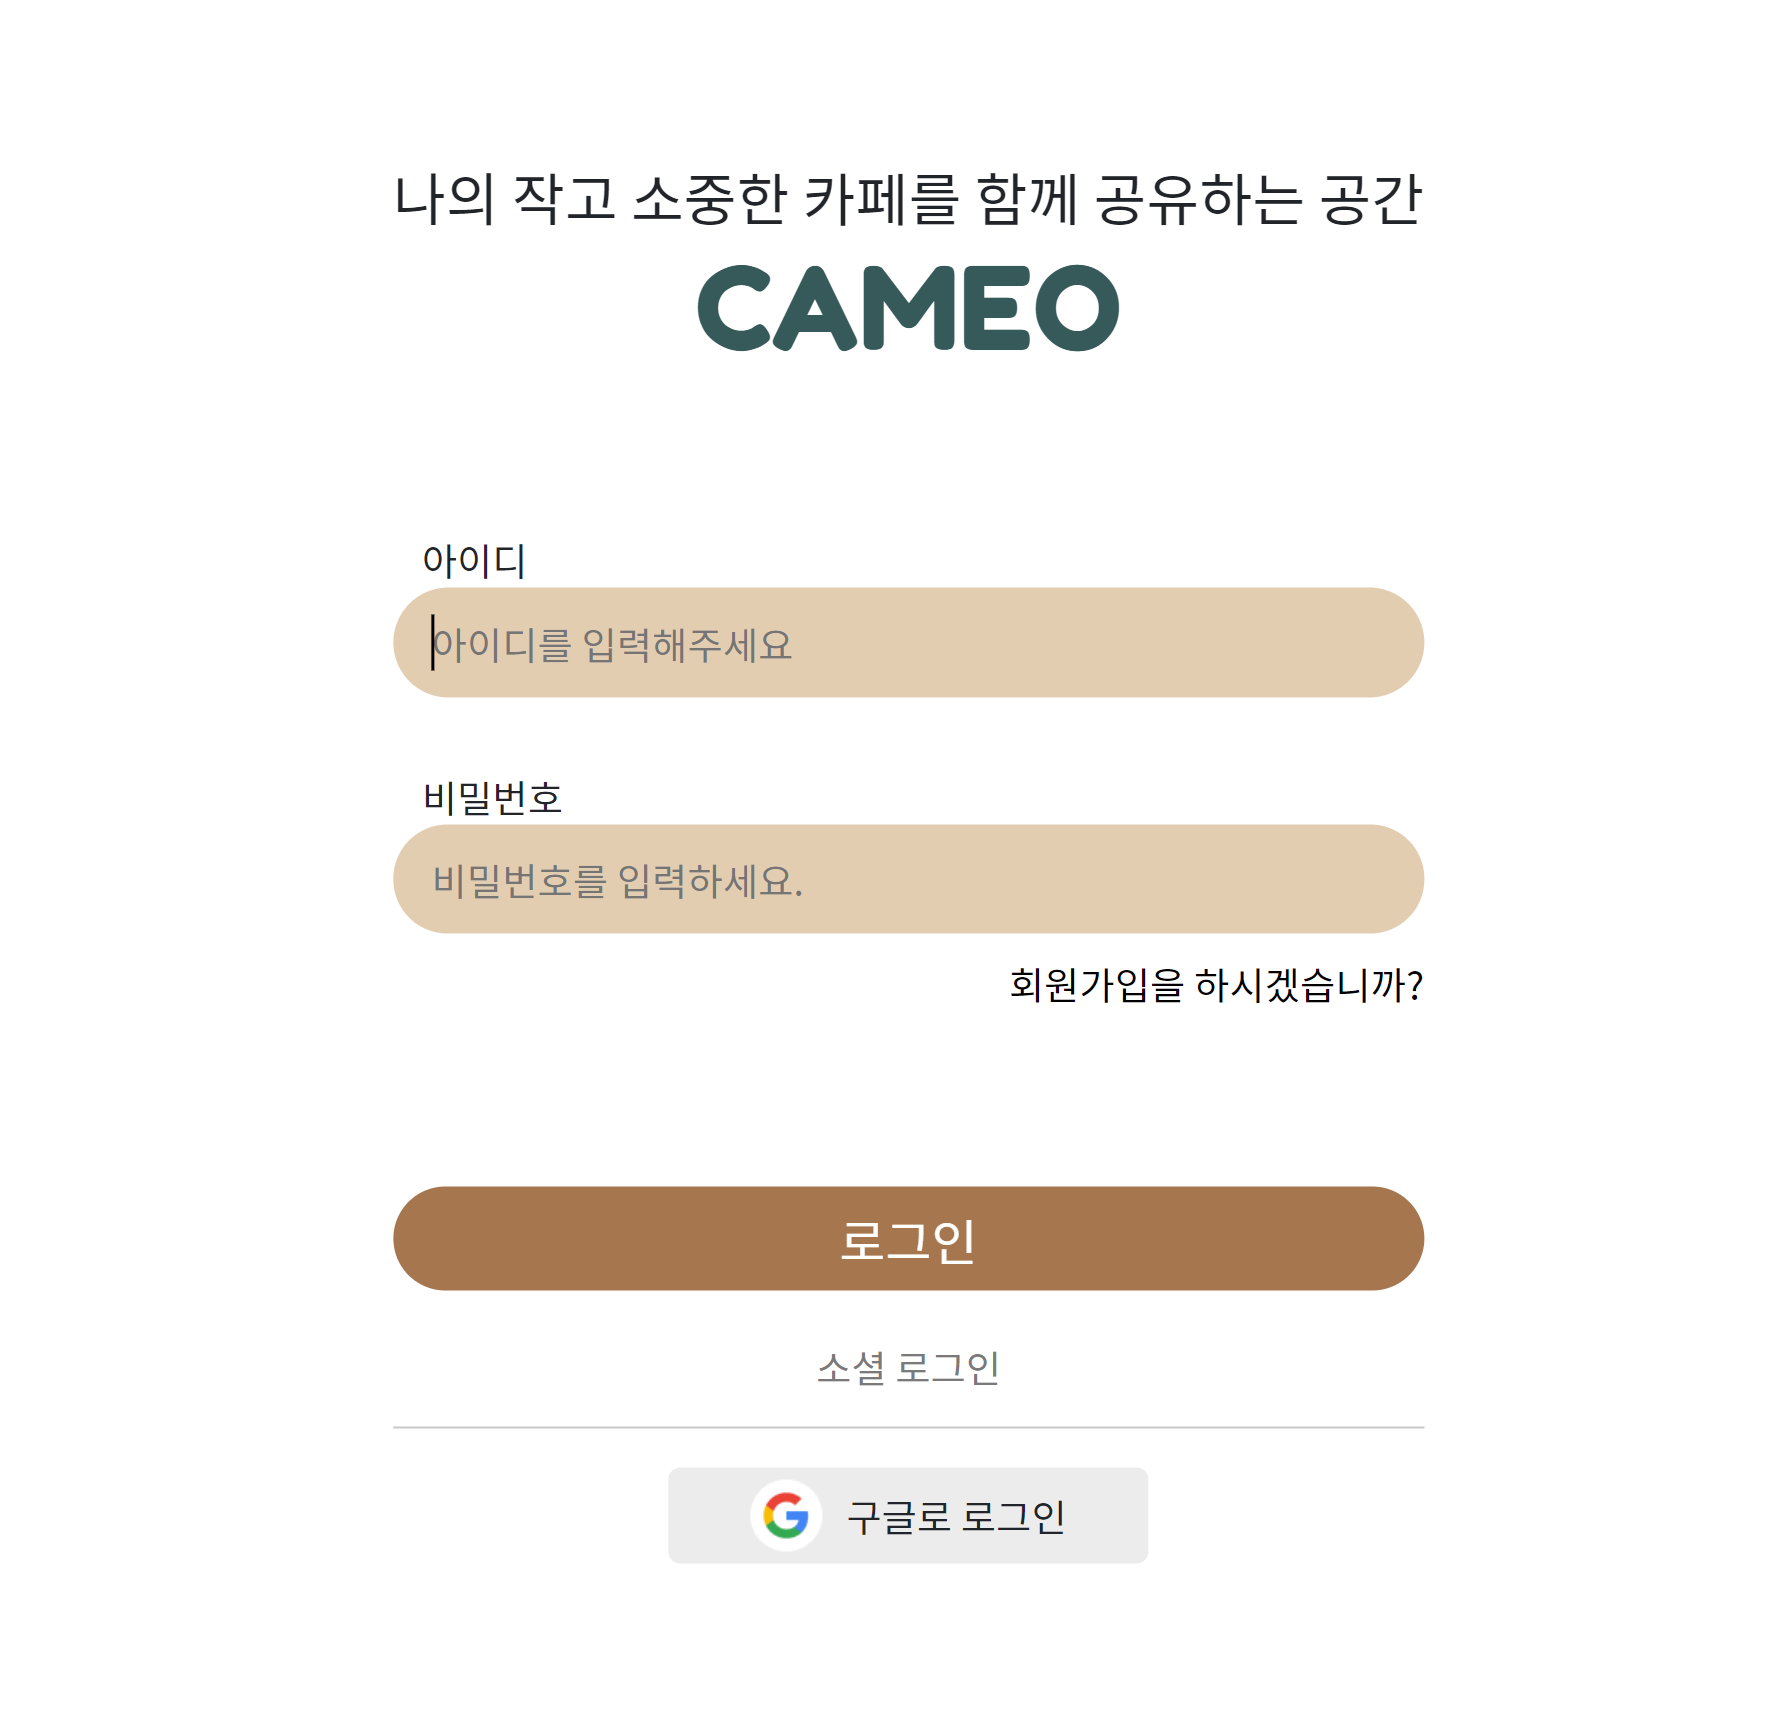 나의 작고 소중한 카페를 함께 공유하는 공간
CAMEO
아이디
아이디를 입력해주세요
비밀번호
비밀번호를 입력하세요.
회원가입을 하시겠습니까?
로그인
소셜 로그인
구글로 로그인